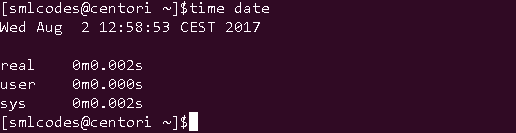 [smlcodes@centori ~]$time date
Wed Aug  2 12:58:53 CEST 2017

real    0m0.002s
user    0m0.000s
sys     0m0.002s
[smlcodes@centori ~]$